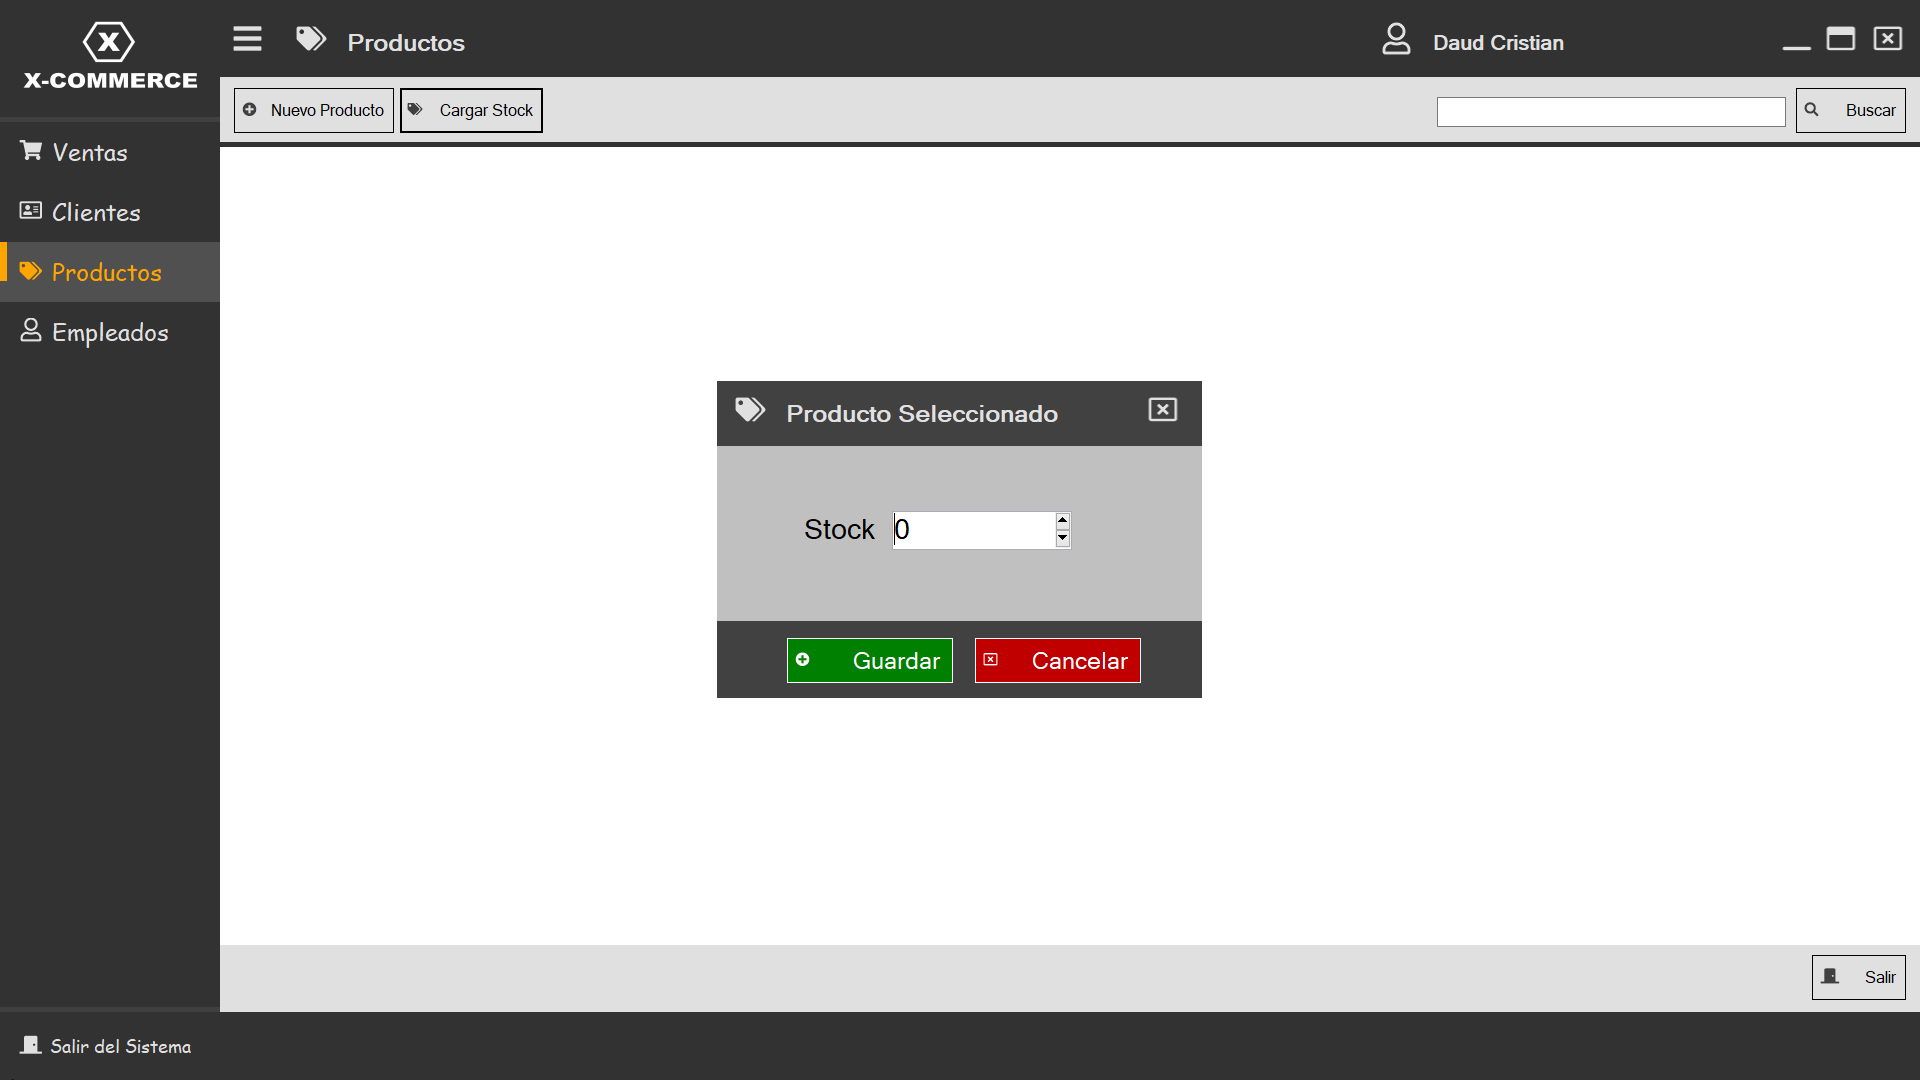 X
X-COMMERCE
Productos
Daud Cristian
Nuevo Producto
Cargar Stock
Buscar
Ventas
Clientes
Productos
Empleados
Producto Seleccionado
Stock 0
Guardar
Cancelar
Salir
Salir del Sistema